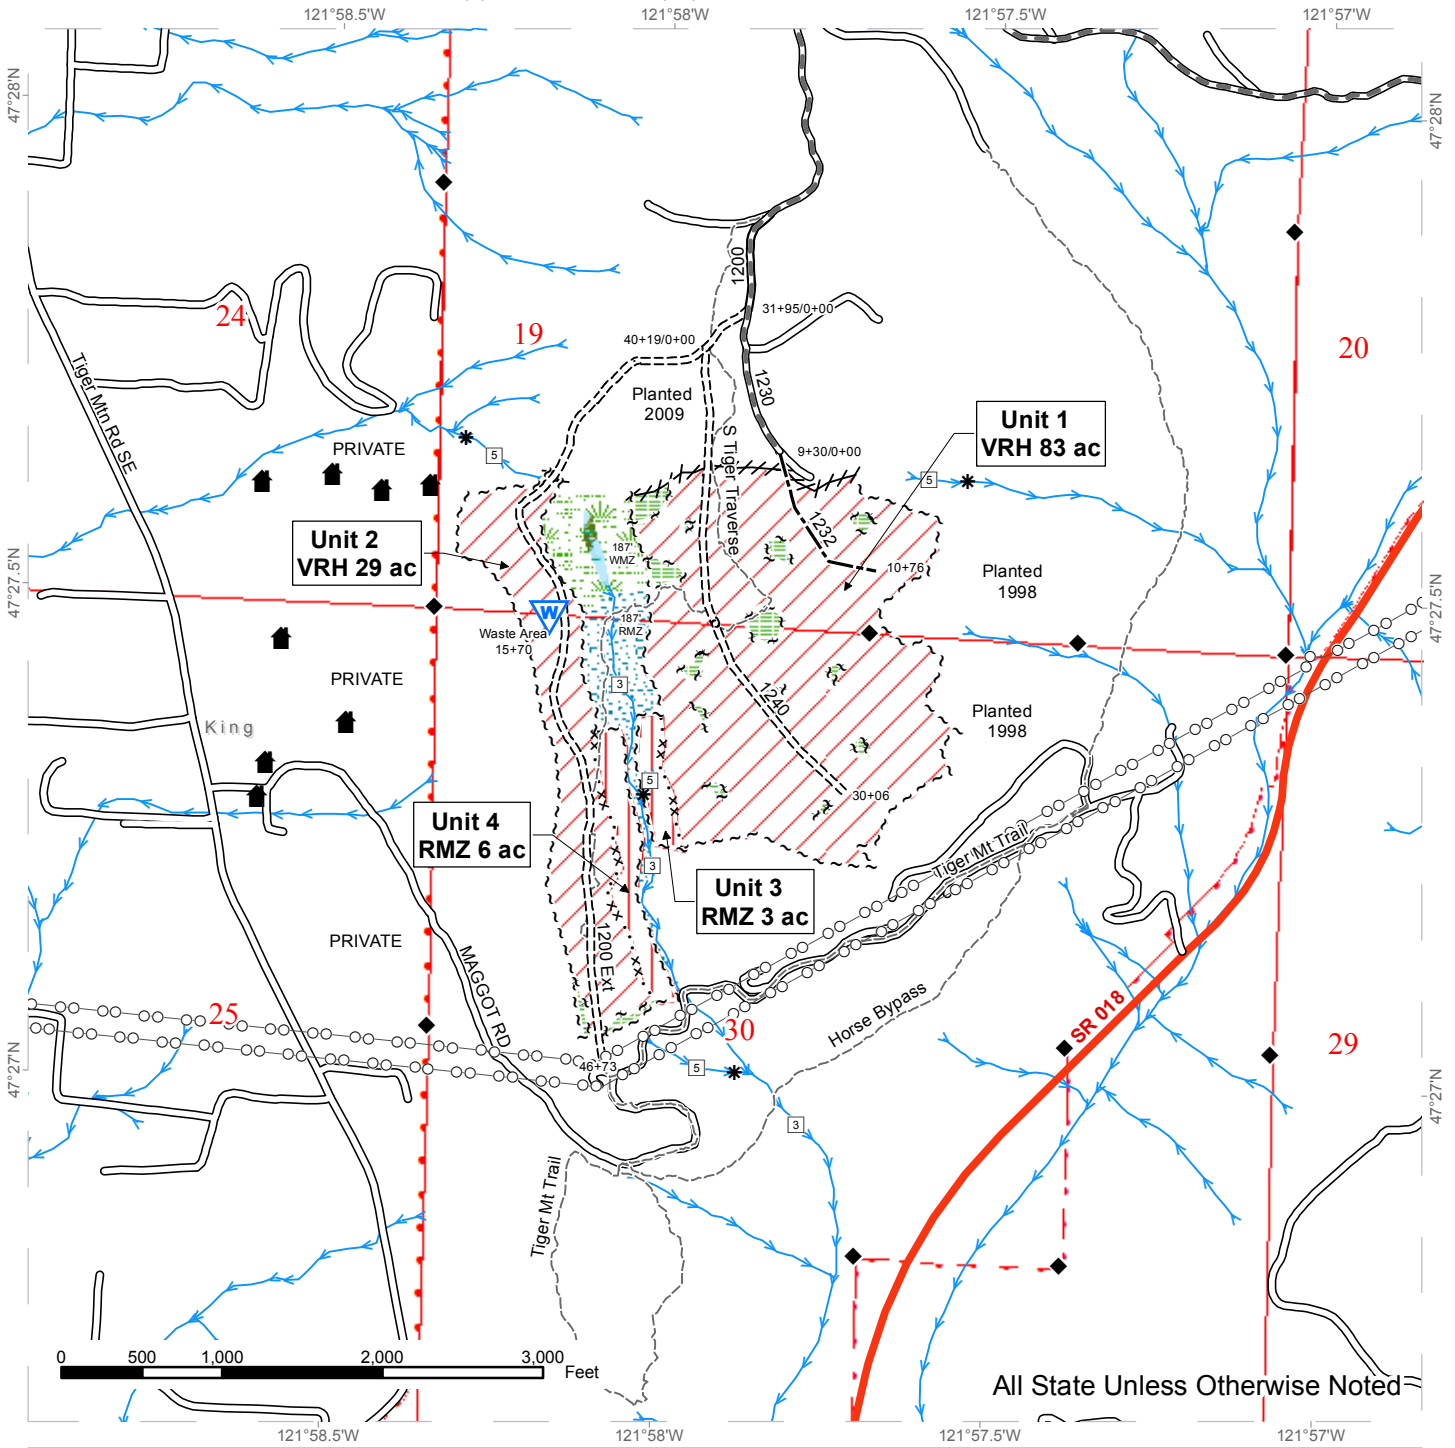 121°58.5'W
121°58'W
121°57.5'W
121°57'W
47°28'N
47°28'N
1200
24
19
31+95/0+00
40+19/0+00
20
Tiger Mtn Rd SE
1230
Planted
2009
Unit 1
VRH 83 ac
PRIVATE
S Tiger Traverse
9+30/0+00
5
5
1232
Unit 2
VRH 29 ac
187'
WMZ
10+76
Planted
1998
47°27.5'N
47°27.5'N
W
187'
RMZ
Waste Area
15+70
PRIVATE
3
1240
King
Planted
1998
5
30+06
Unit 4
RMZ 6 ac
Tiger Mt Trail
3
Unit 3
RMZ 3 ac
PRIVATE
1200 Ext
MAGGOT RD
Horse Bypass
SR 018
25
30
29
46+73
5
47°27'N
47°27'N
3
Tiger Mt Trail
0 500 1,000 2,000 3,000
Feet
All State Unless Otherwise Noted
121°58.5'W
121°58'W
121°57.5'W
121°57'W